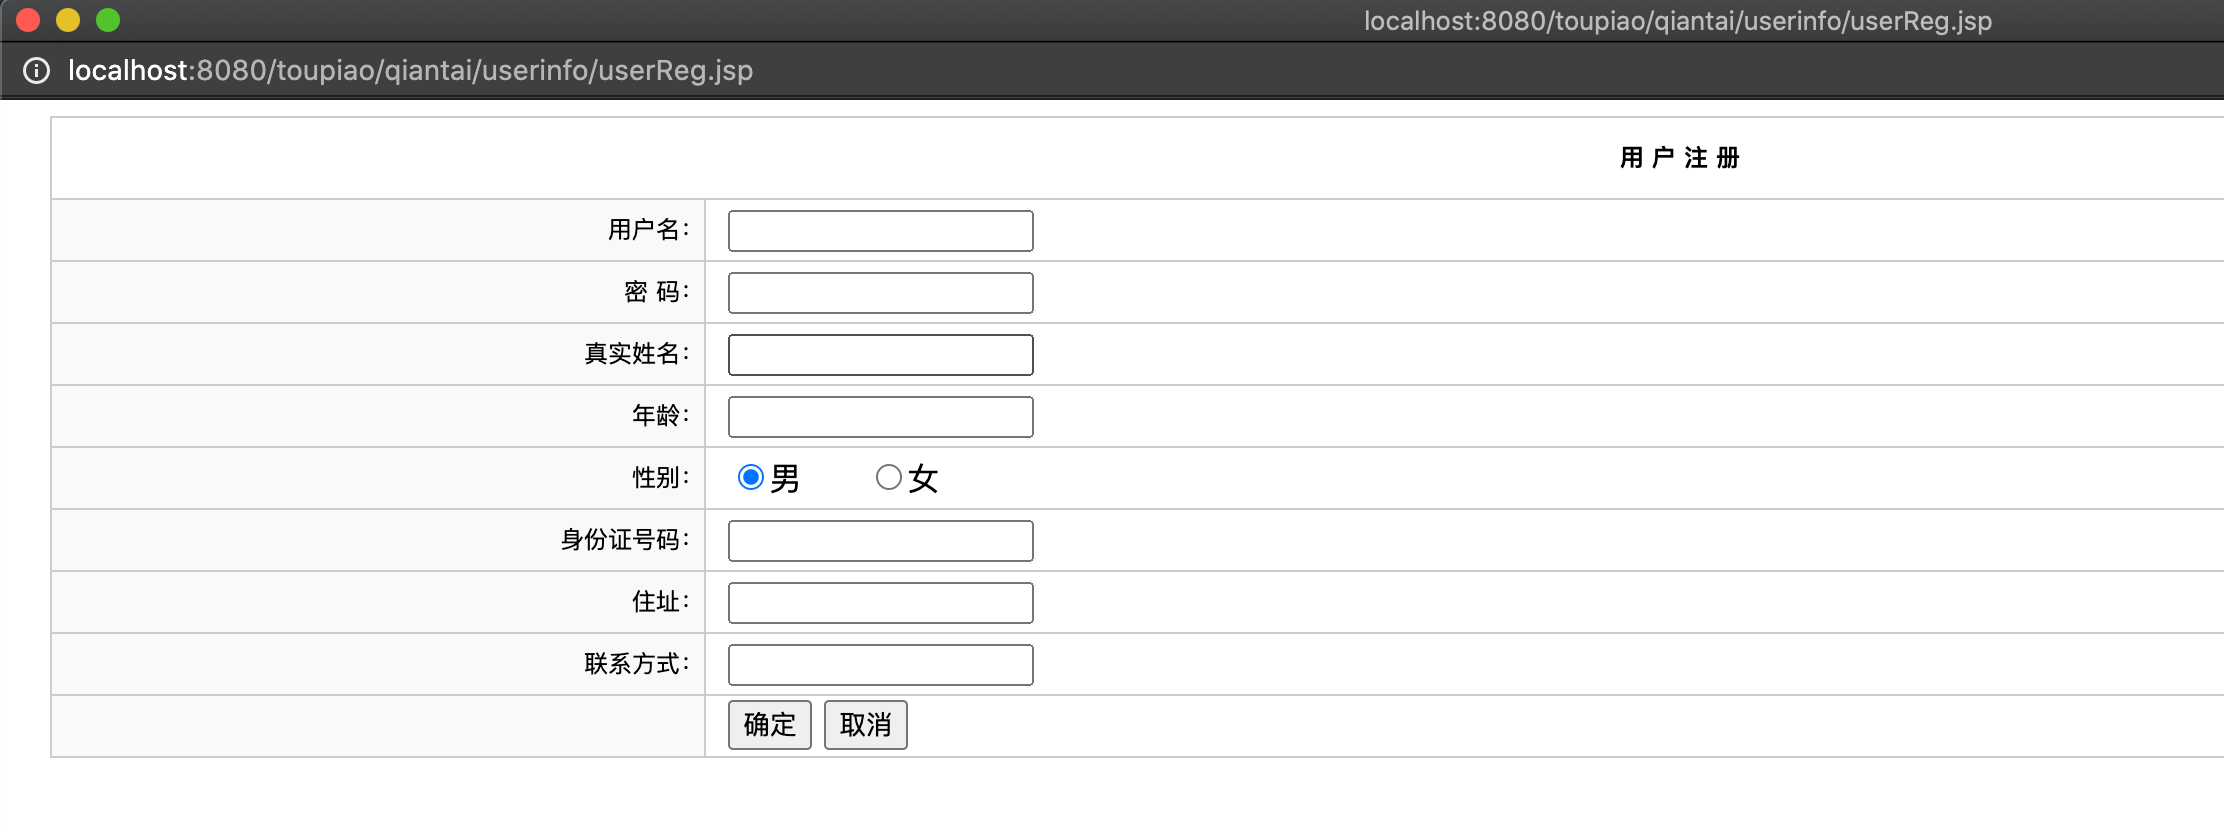 localhost:8080/toupiao/qiantai/userinfo/userReg.jsp
localhost:8080/toupiao/qiantai/userinfo/userReg.jsp
用 户 注 册
用户名：
密 码：
真实姓名：
年龄：
性别： 男 女
身份证号码：
住址：
联系方式：
确定 取消